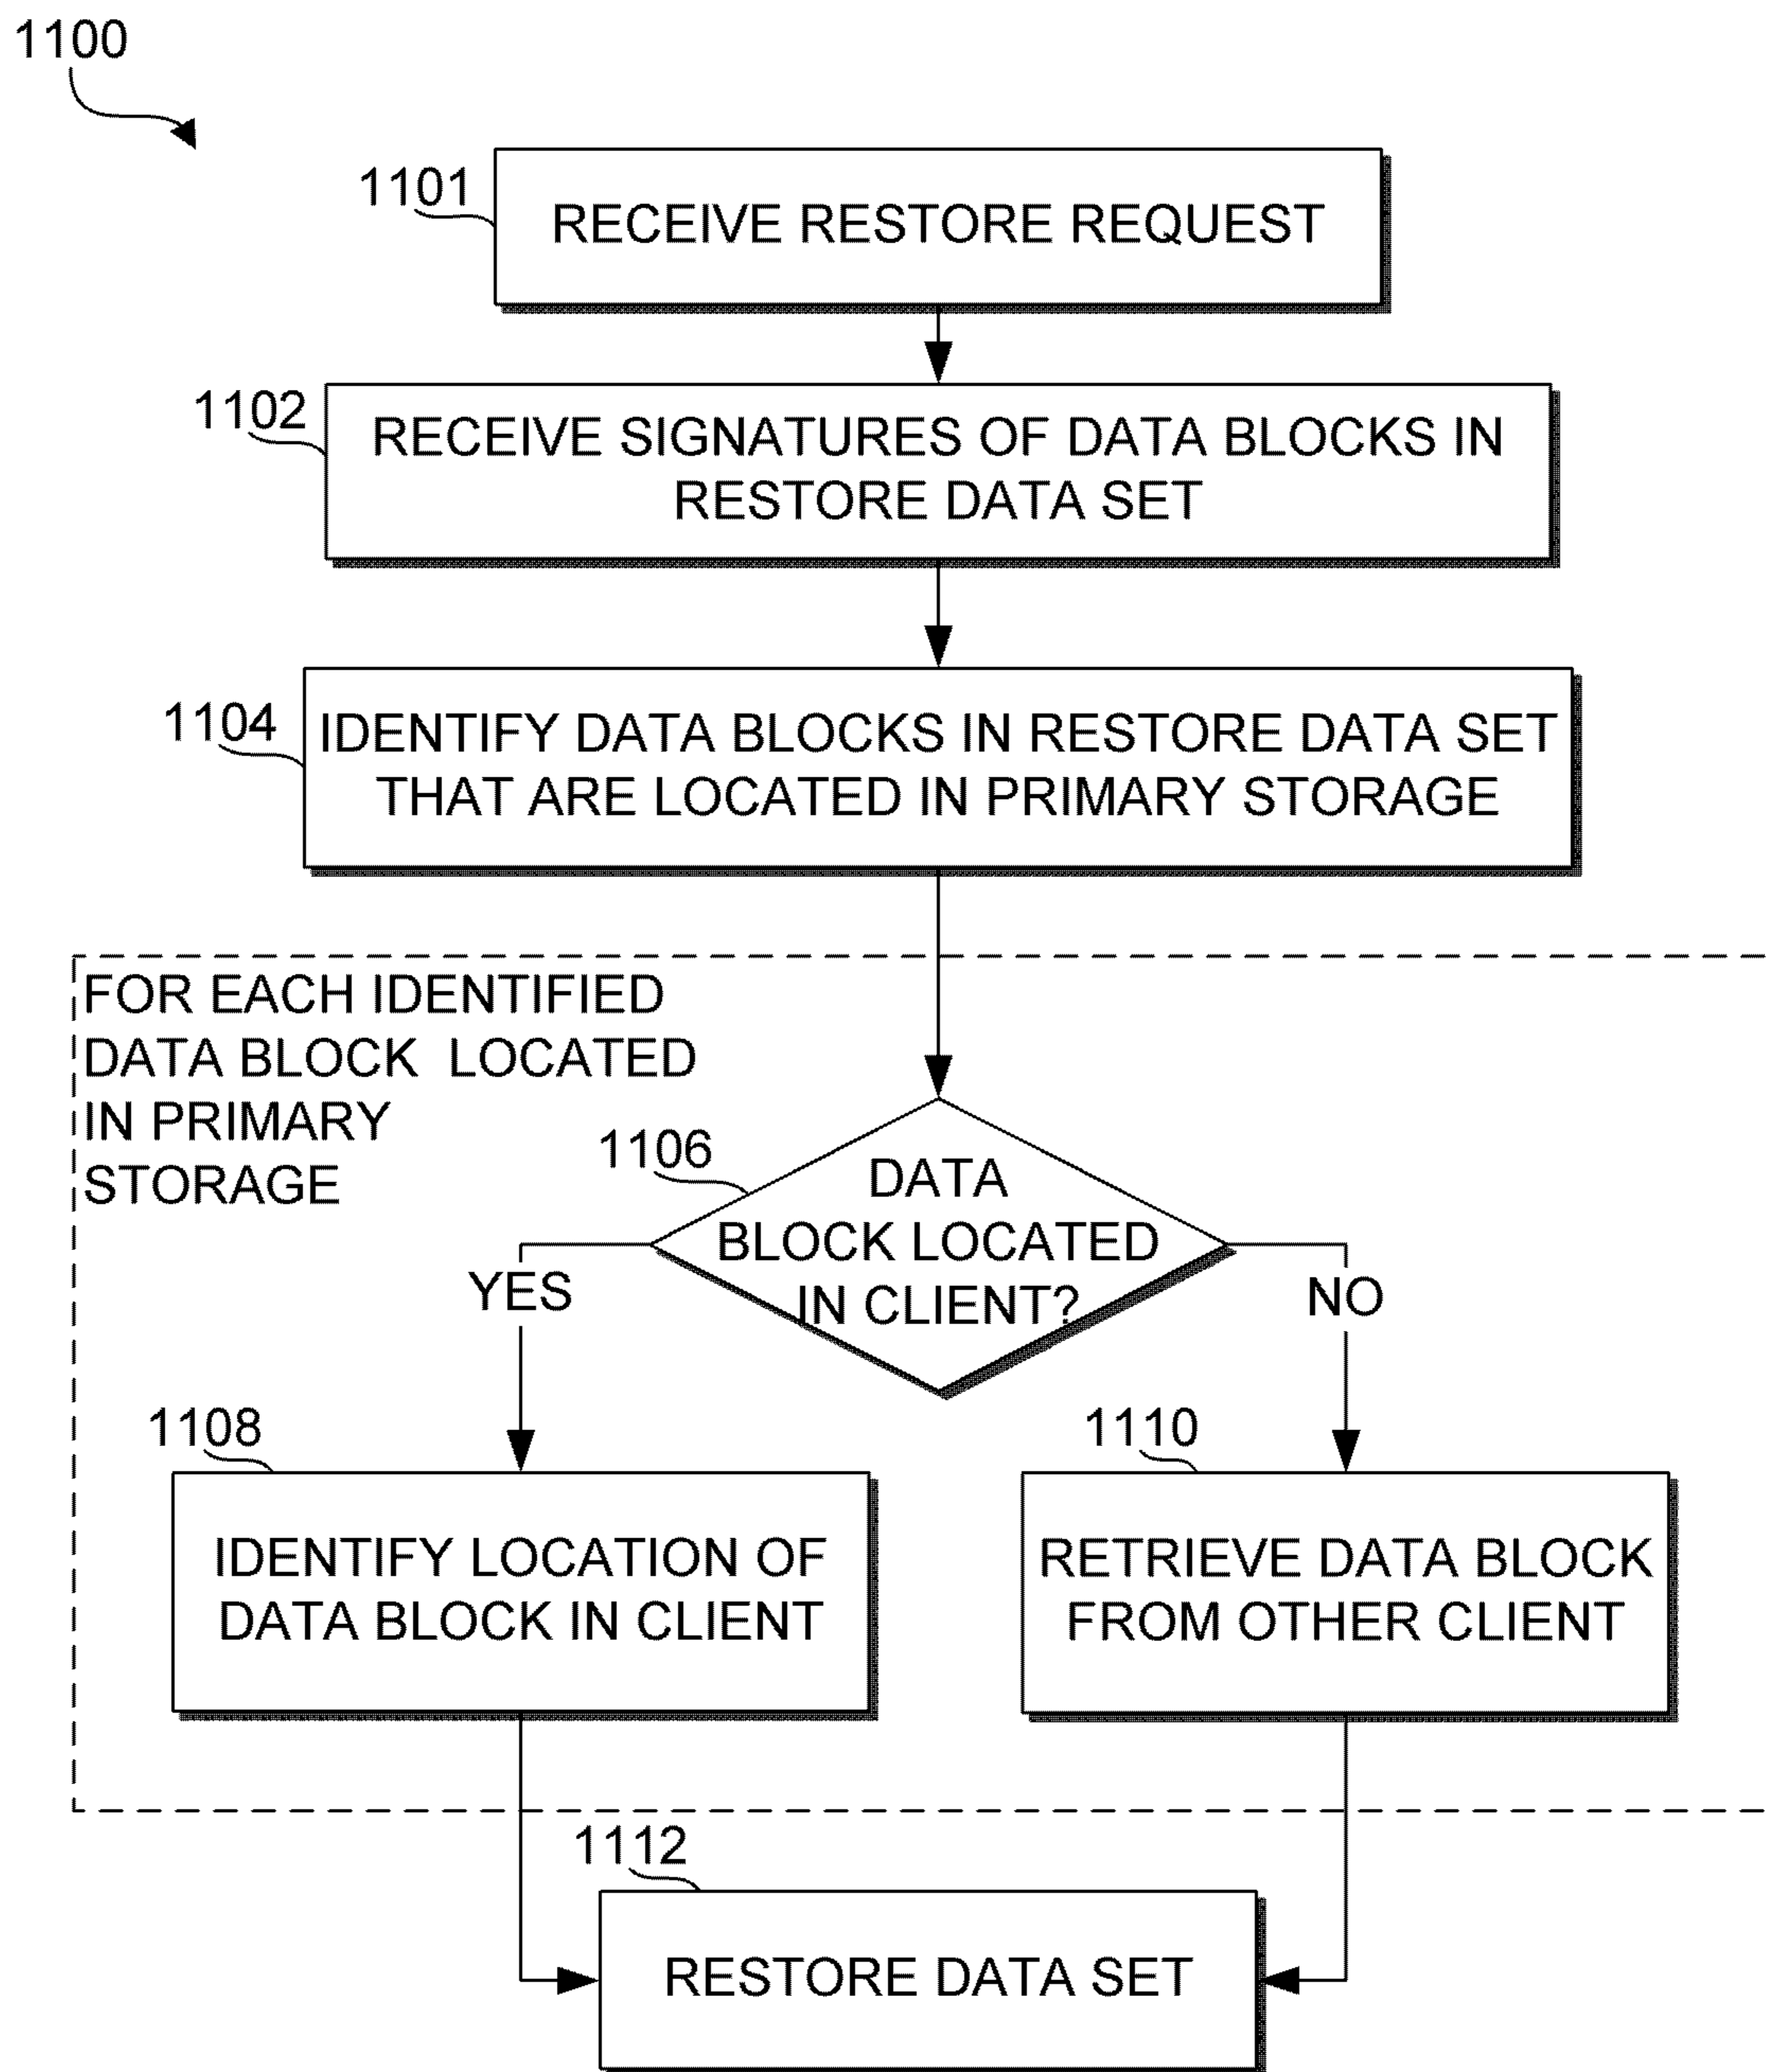 1100
1101
RECEIVE RESTORE REQUEST
1102
RECEIVE SIGNATURES OF DATA BLOCKS IN
RESTORE DATA SET
1104
IDENTIFY DATA BLOCKS IN RESTORE DATA SET
THAT ARE LOCATED IN PRIMARY STORAGE
FOR EACH IDENTIFIED
DATA BLOCK LOCATED
IN PRIMARY
STORAGE
1106
DATA
BLOCK LOCATED
IN CLIENT?
YES
NO
1108
IDENTIFY LOCATION OF
DATA BLOCK IN CLIENT
1110
RETRIEVE DATA BLOCK
FROM OTHER CLIENT
1112
RESTORE DATA SET